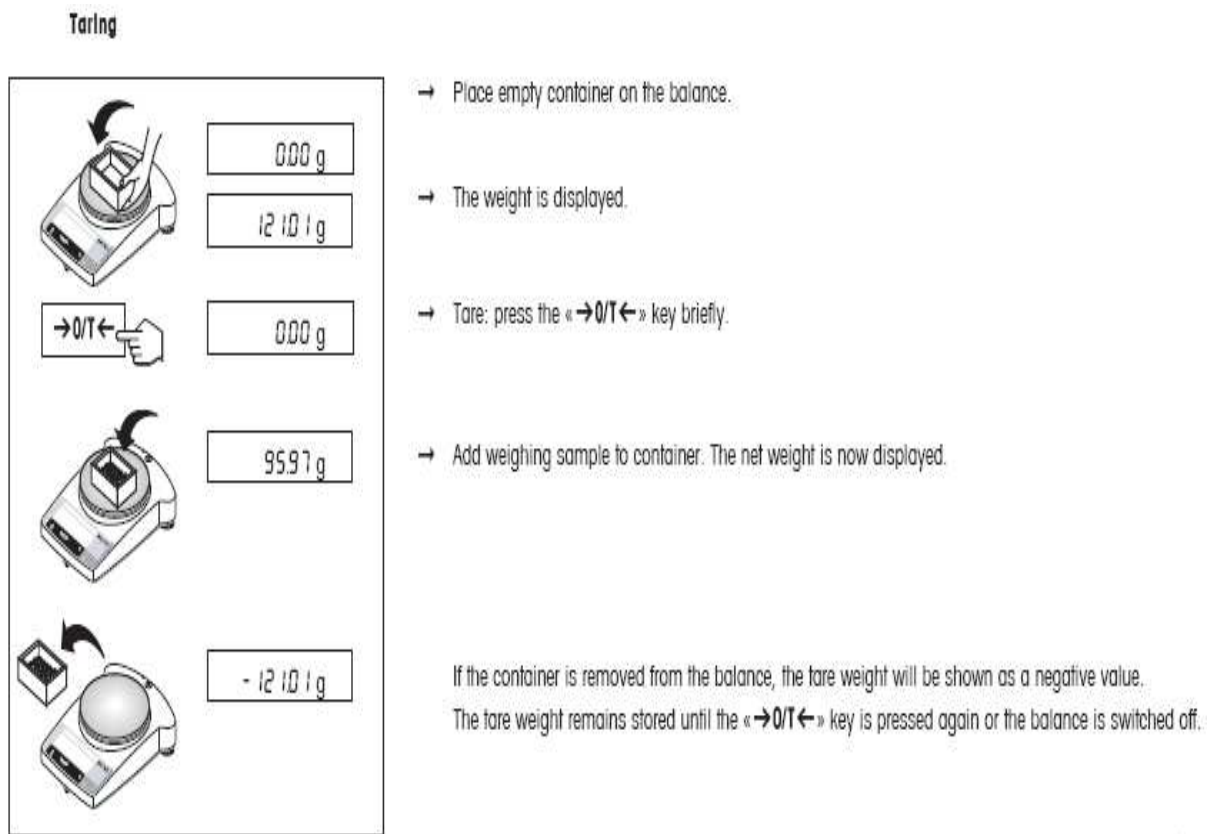 Taring
→ Place empty container on the balance.
0.00 g
→ The weight is displayed.
121.01 g
→0/T←
0.00 g
→ Tare: press the «→0/T←» key briefly.
95.97 g
→ Add weighing sample to container. The net weight is now displayed.
- 121.01 g
If the container is removed from the balance, the tare weight will be shown as a negative value.
The tare weight remains stored until the «→0/T←» key is pressed again or the balance is switched off.